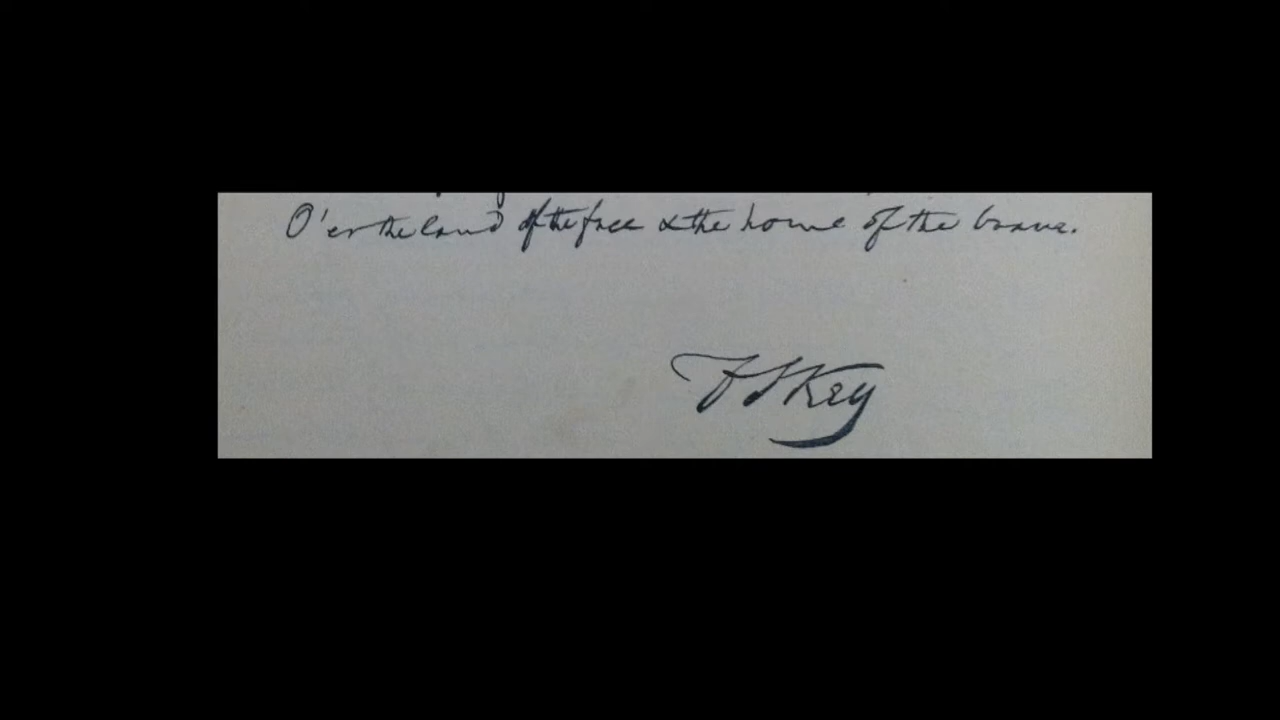 O'er the land of the free & the home of the brave.
F S Key